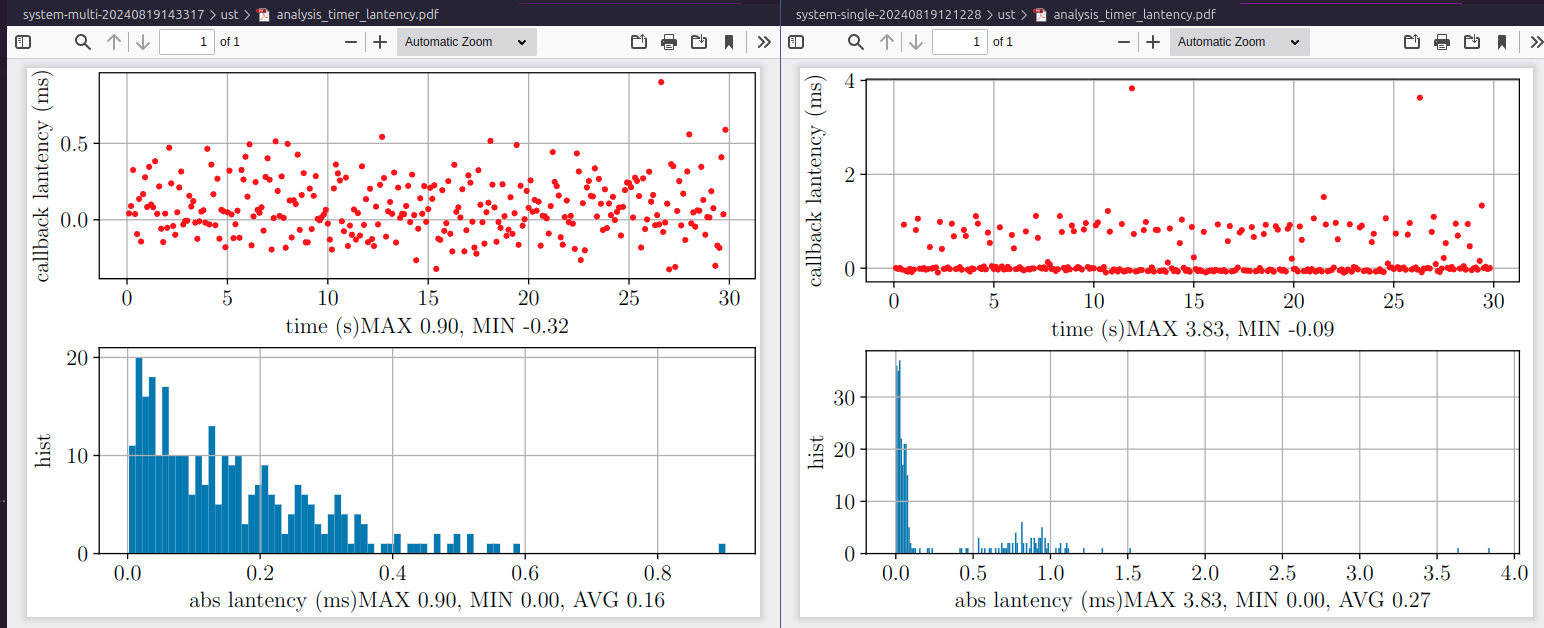 system-multi-20240819143317 > ust > analysis_timer_lantency.pdf
1 of 1
Automatic Zoom
callback lantency (ms)
0.5
0.0
0 5 10 15 20 25 30
time (s)MAX 0.90, MIN -0.32
hist
20
10
0
0.0 0.2 0.4 0.6 0.8
abs lantency (ms)MAX 0.90, MIN 0.00, AVG 0.16
system-single-20240819121228 > ust > analysis_timer_lantency.pdf
1 of 1
Automatic Zoom
callback lantency (ms)
4
2
0
0 5 10 15 20 25 30
time (s)MAX 3.83, MIN -0.09
hist
30
20
10
0
0.0 0.5 1.0 1.5 2.0 2.5 3.0 3.5 4.0
abs lantency (ms)MAX 3.83, MIN 0.00, AVG 0.27